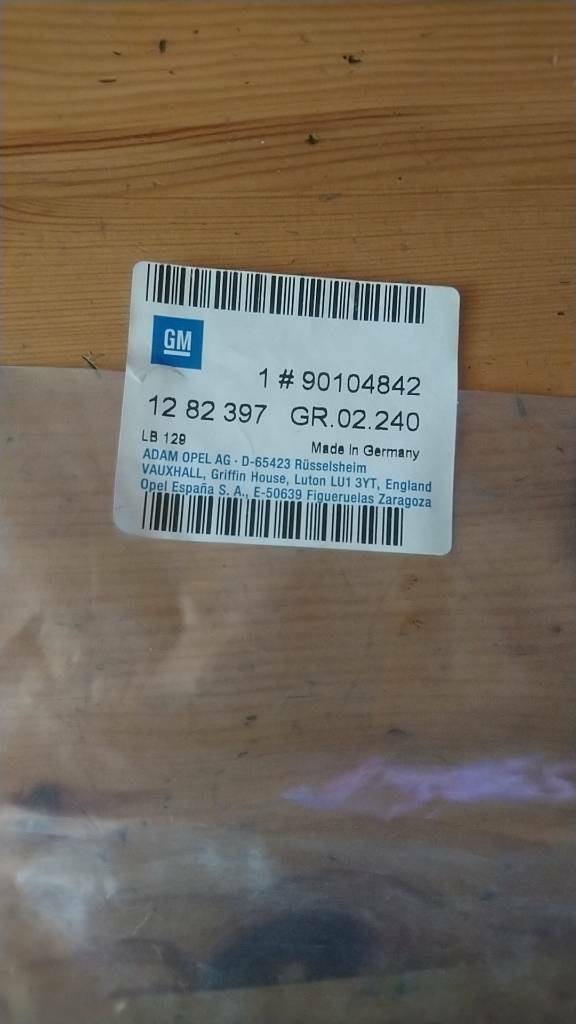 GM
1 # 90104842
12 82 397 GR.02.240
LB 129
Made in Germany
ADAM OPEL AG - D-65423 Rüsselsheim
VAUXHALL, Griffin House, Luton LU1 3YT, England
Opel España S. A., E-50639 Figueruelas Zaragoza